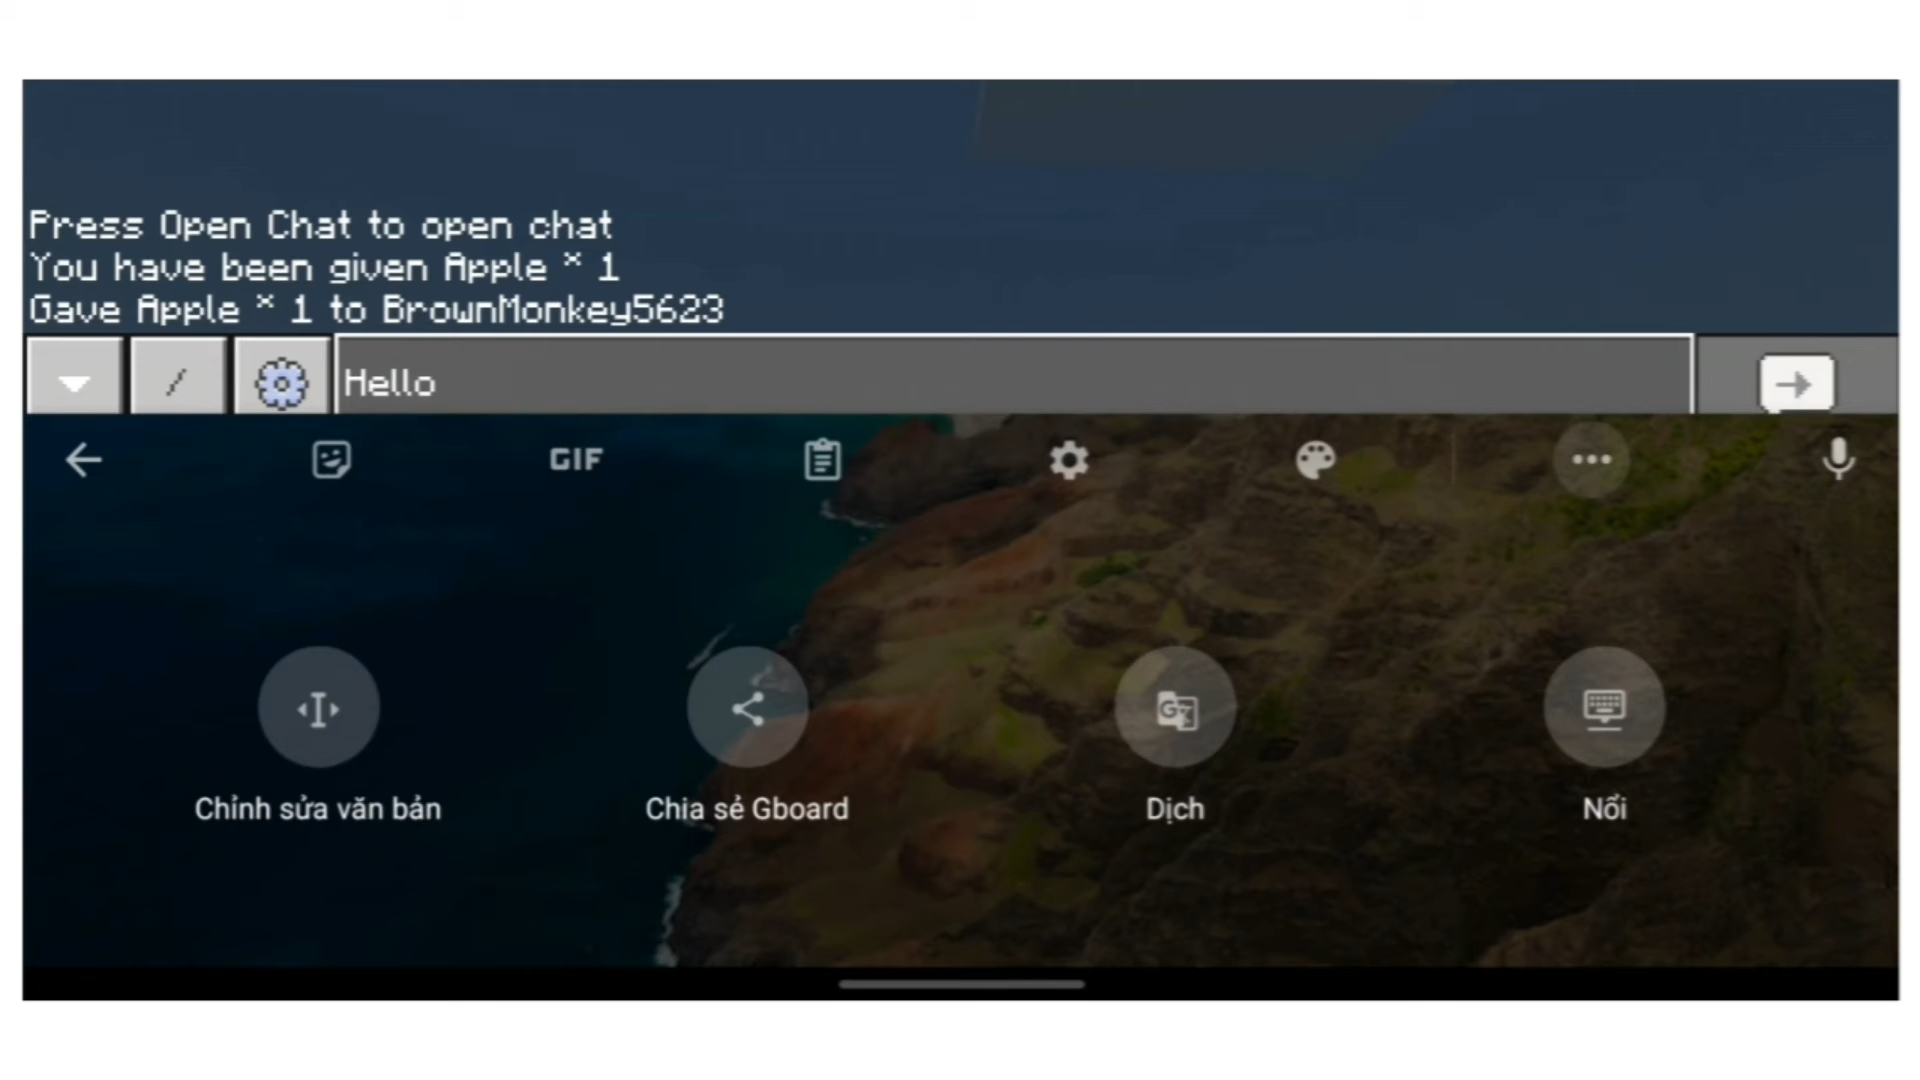 Press Open Chat to open chat
You have been given Apple * 1
Gave Apple * 1 to BrownMonkey5623
/
Hello
GIF
Chỉnh sửa văn bản
Chia sẻ Gboard
Dịch
Nổi